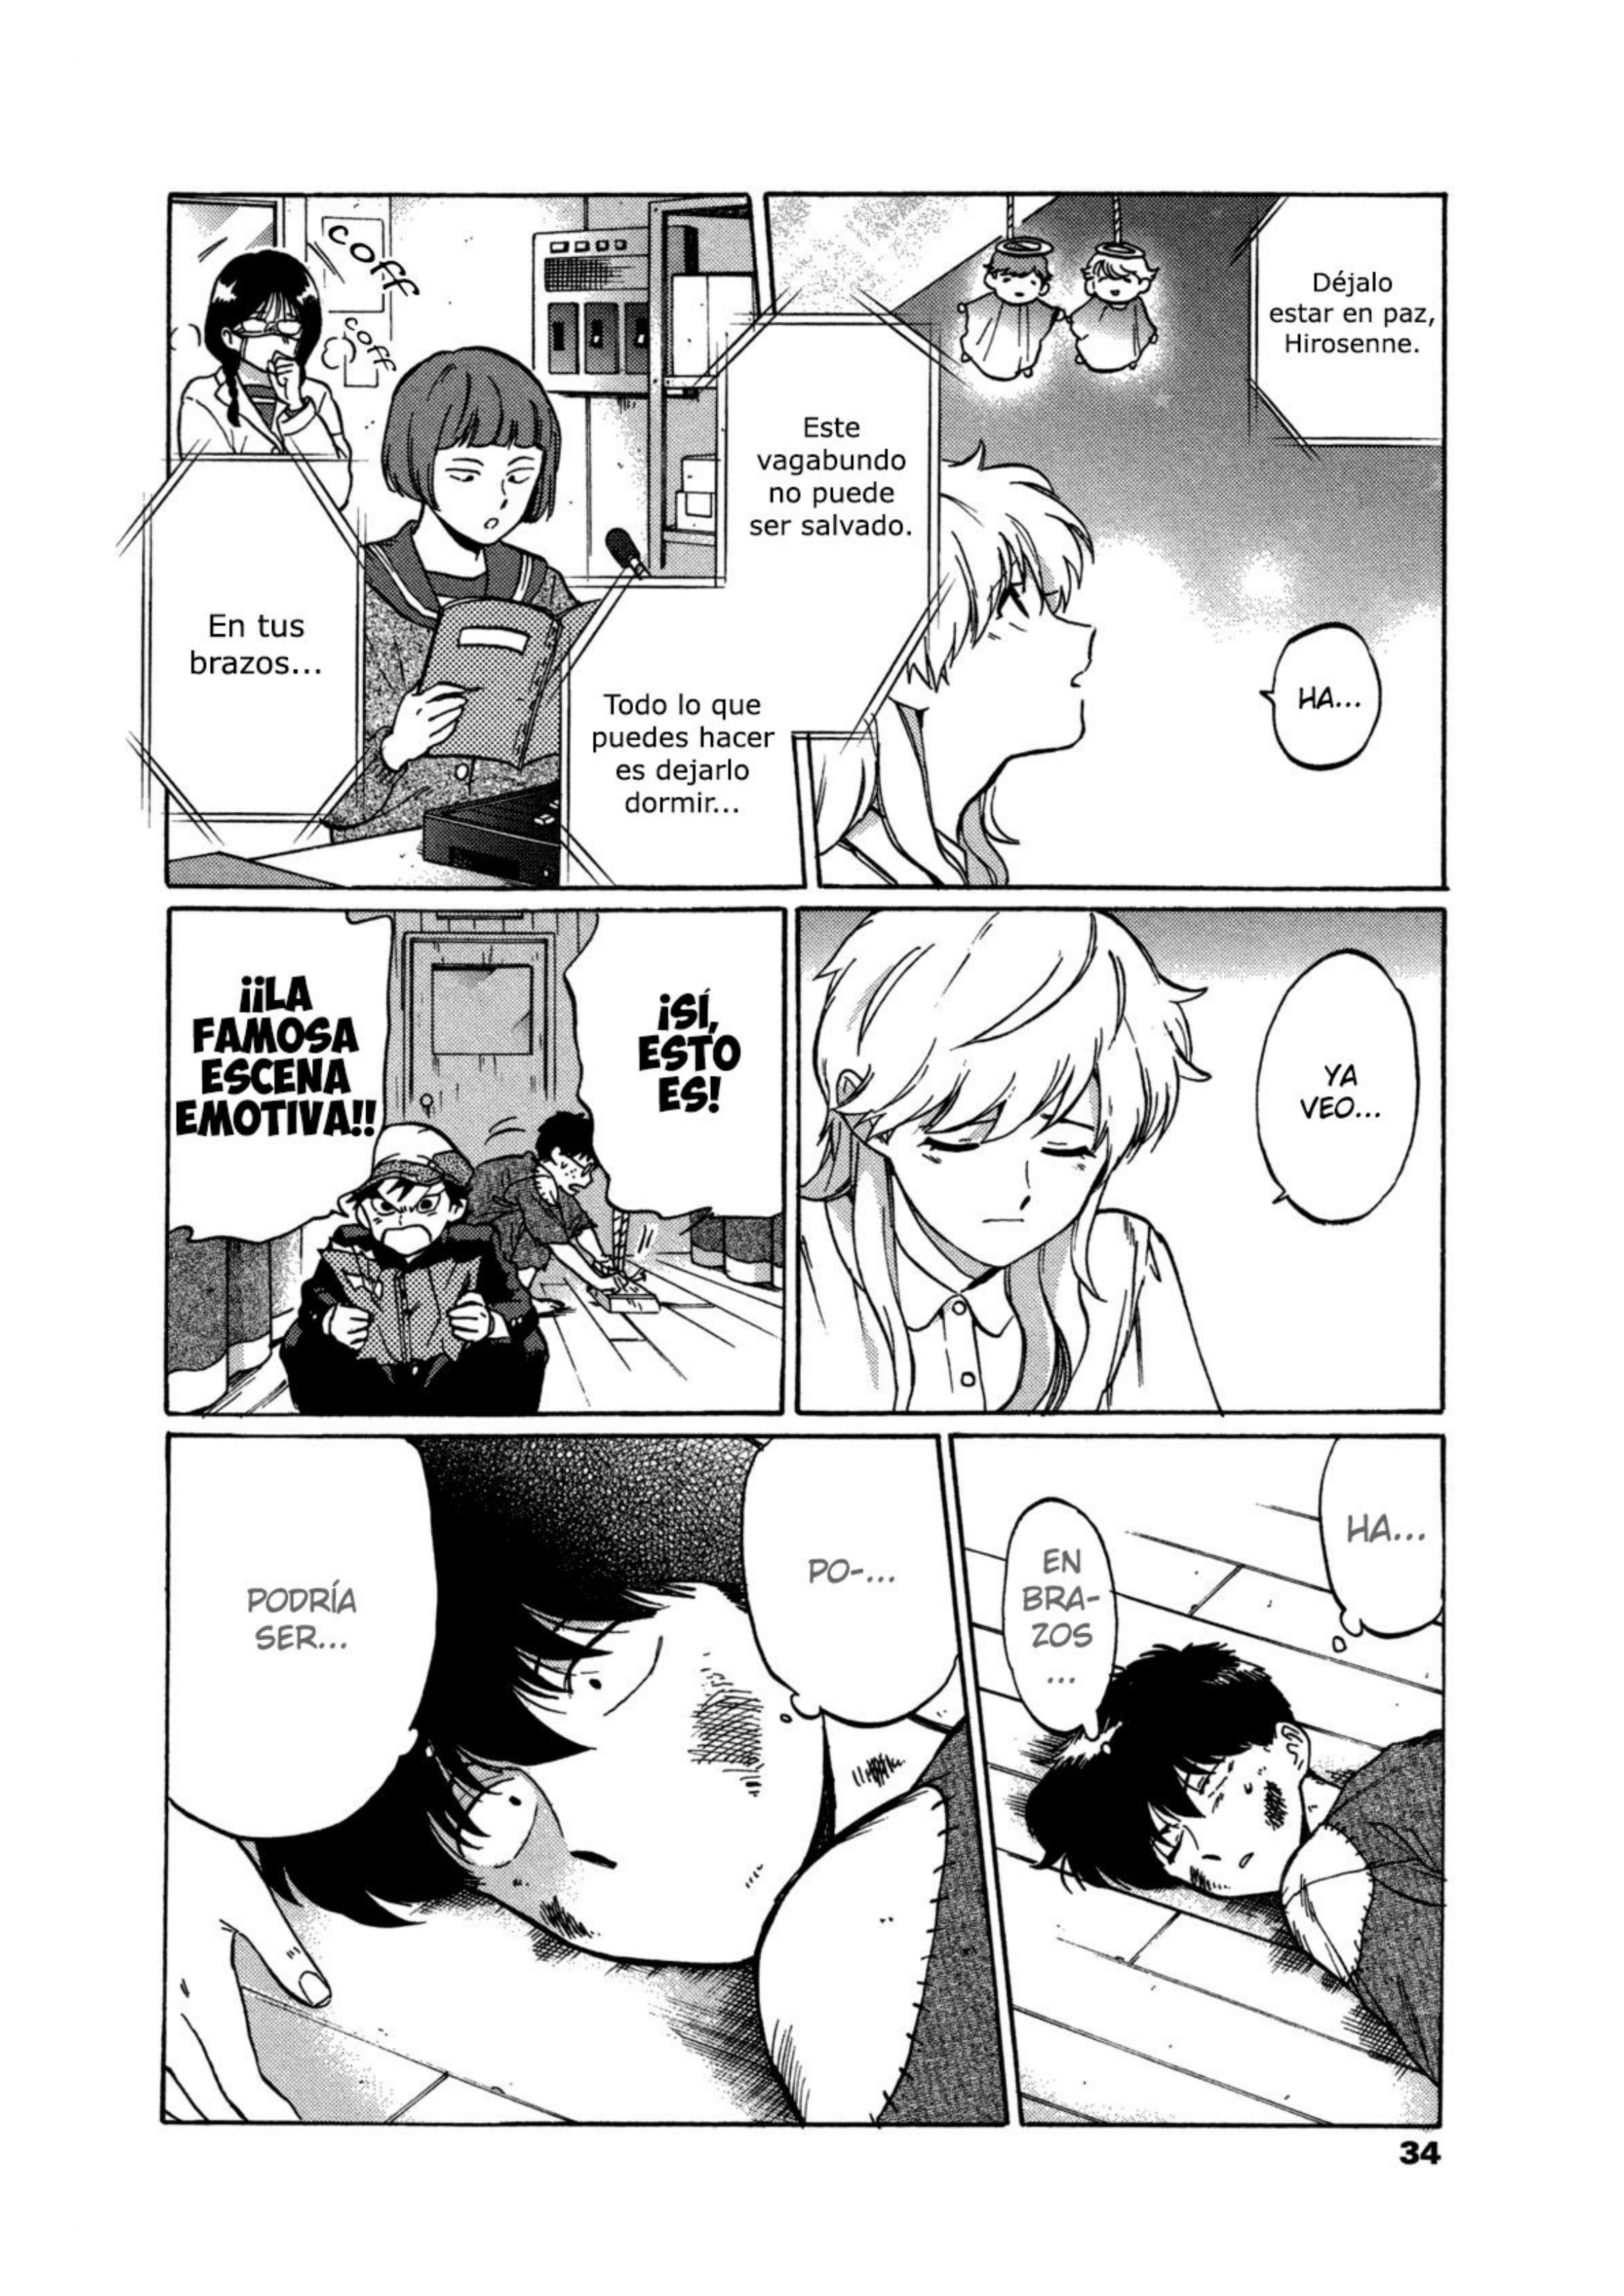 Déjalo
estar en paz,
Hirosenne.
HA...
Este
vagabundo
no puede
ser salvado.
Todo lo que
puedes hacer
es dejarlo
dormir...
coff
coff
En tus
brazos...
YA
VEO...
¡SÍ,
ESTO
ES!
¡¡LA
FAMOSA
ESCENA
EMOTIVA!!
HA...
EN
BRA-
ZOS
...
PO-...
PODRÍA
SER...
34